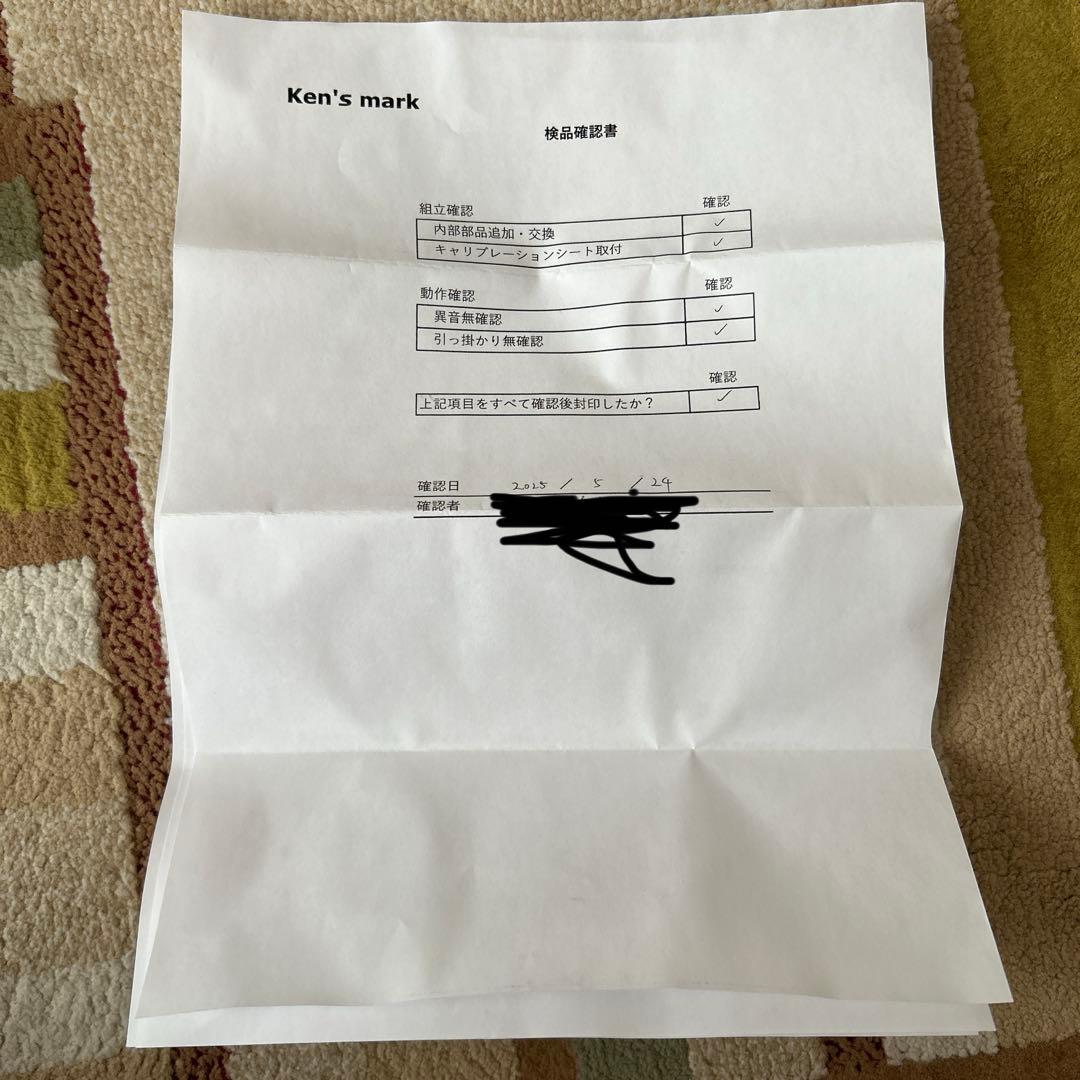 Ken's mark
検品確認書
組立確認 確認
内部部品追加・交換 ✓
キャリブレーションシート取付 ✓
動作確認 確認
異音無確認 ✓
引っ掛かり無確認 ✓
確認
上記項目をすべて確認後封印したか？ ✓
確認日 2025 / 5 / 24
確認者